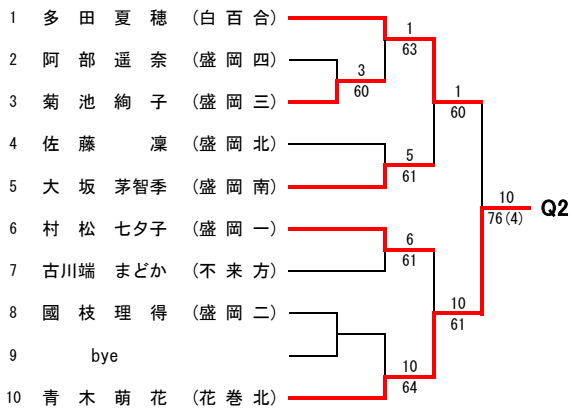 1 多田夏穂 (白百合)
1
63
2 阿部遥奈 (盛岡四)
3
60
3 菊池絢子 (盛岡三)
1
60
4 佐藤凜 (盛岡北)
5
61
5 大坂茅智季 (盛岡南)
10
76(4)
Q2
6 村松七夕子 (盛岡一)
6
61
7 古川端まどか (不来方)
8 國枝理得 (盛岡二)
10
61
9 bye
10
64
10 青木萌花 (花巻北)